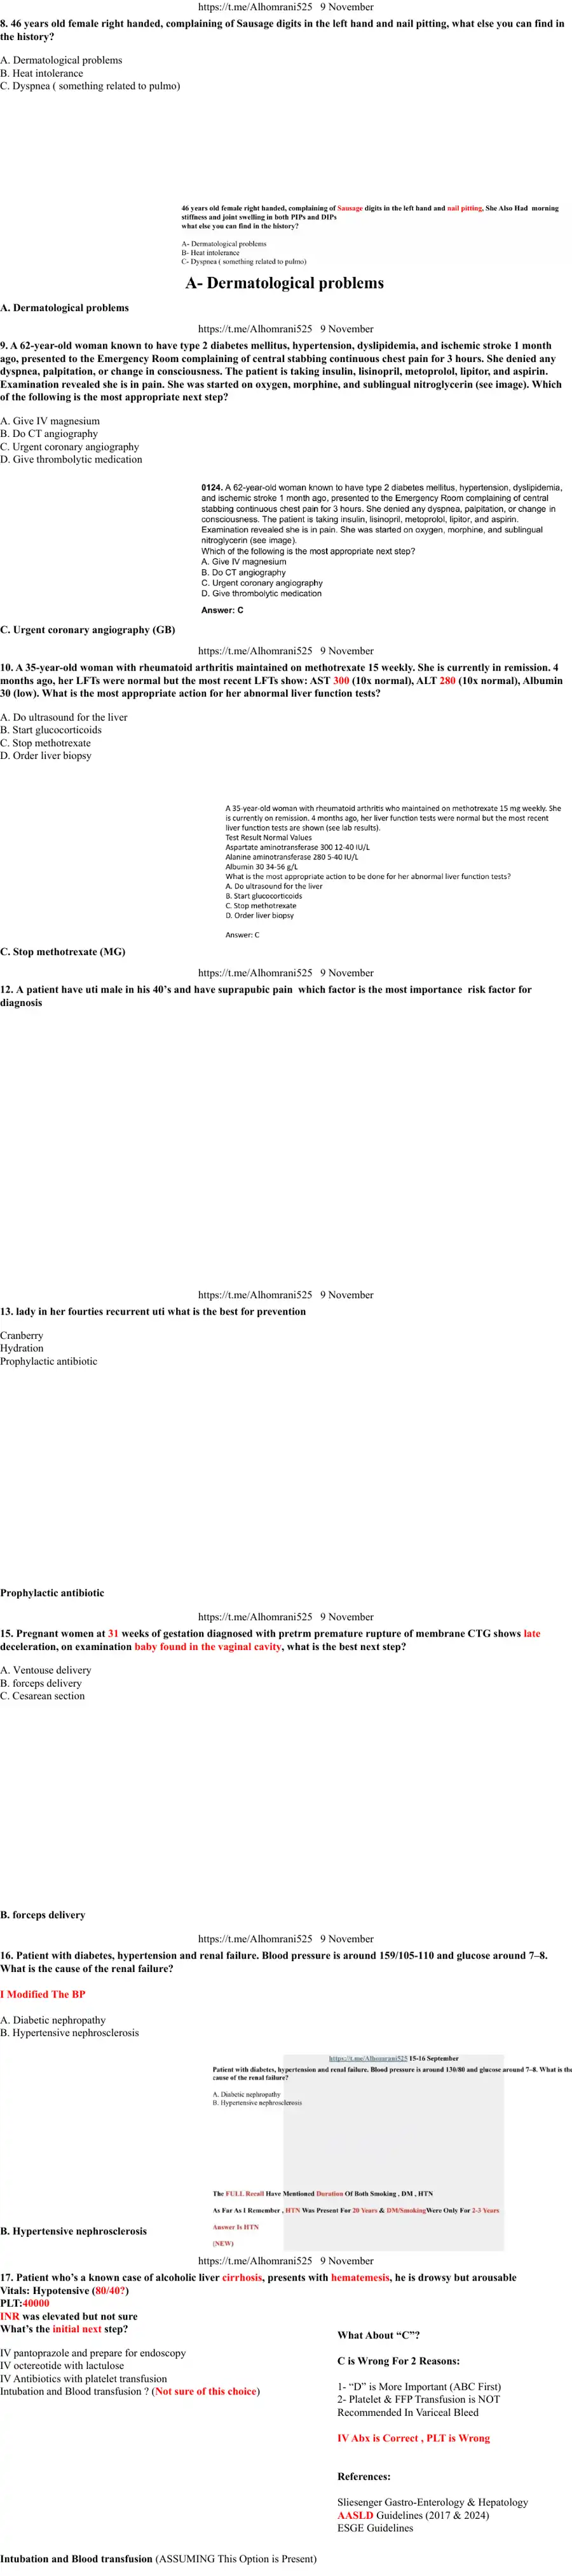 https://t.me/Alhomrani525   9 November
8. 46 years old female right handed, complaining of Sausage digits in the left hand and nail pitting, what else you can find in
the history?
A. Dermatological problems
B. Heat intolerance
C. Dyspnea ( something related to pulmo)
46 years old female right handed, complaining of Sausage digits in the left hand and nail pitting, She Also Had  morning
stiffness and joint swelling in both PIPs and DIPs
what else you can find in the history?
A- Dermatological problems
B- Heat intolerance
C- Dyspnea ( something related to pulmo)
A- Dermatological problems
A. Dermatological problems
https://t.me/Alhomrani525   9 November
9. A 62-year-old woman known to have type 2 diabetes mellitus, hypertension, dyslipidemia, and ischemic stroke 1 month
ago, presented to the Emergency Room complaining of central stabbing continuous chest pain for 3 hours. She denied any
dyspnea, palpitation, or change in consciousness. The patient is taking insulin, lisinopril, metoprolol, lipitor, and aspirin.
Examination revealed she is in pain. She was started on oxygen, morphine, and sublingual nitroglycerin (see image). Which
of the following is the most appropriate next step?
A. Give IV magnesium
B. Do CT angiography
C. Urgent coronary angiography
D. Give thrombolytic medication
0124. A 62-year-old woman known to have type 2 diabetes mellitus, hypertension, dyslipidemia,
and ischemic stroke 1 month ago, presented to the Emergency Room complaining of central
stabbing continuous chest pain for 3 hours. She denied any dyspnea, palpitation, or change in
consciousness. The patient is taking insulin, lisinopril, metoprolol, lipitor, and aspirin.
Examination revealed she is in pain. She was started on oxygen, morphine, and sublingual
nitroglycerin (see image).
Which of the following is the most appropriate next step?
A. Give IV magnesium
B. Do CT angiography
C. Urgent coronary angiography
D. Give thrombolytic medication
Answer: C
C. Urgent coronary angiography (GB)
https://t.me/Alhomrani525   9 November
10. A 35-year-old woman with rheumatoid arthritis maintained on methotrexate 15 weekly. She is currently in remission. 4
months ago, her LFTs were normal but the most recent LFTs show: AST 300 (10x normal), ALT 280 (10x normal), Albumin
30 (low). What is the most appropriate action for her abnormal liver function tests?
A. Do ultrasound for the liver
B. Start glucocorticoids
C. Stop methotrexate
D. Order liver biopsy
A 35-year-old woman with rheumatoid arthritis who maintained on methotrexate 15 mg weekly. She
is currently on remission. 4 months ago, her liver function tests were normal but the most recent
liver function tests are shown (see lab results).
Test Result Normal Values
Aspartate aminotransferase 300 12-40 IU/L
Alanine aminotransferase 280 5-40 IU/L
Albumin 30 34-56 g/L
What is the most appropriate action to be done for her abnormal liver function tests?
A. Do ultrasound for the liver
B. Start glucocorticoids
C. Stop methotrexate
D. Order liver biopsy
Answer: C
C. Stop methotrexate (MG)
https://t.me/Alhomrani525   9 November
12. A patient have uti male in his 40’s and have suprapubic pain  which factor is the most importance  risk factor for
diagnosis
https://t.me/Alhomrani525   9 November
13. lady in her fourties recurrent uti what is the best for prevention
Cranberry
Hydration
Prophylactic antibiotic
Prophylactic antibiotic
https://t.me/Alhomrani525   9 November
15. Pregnant women at 31 weeks of gestation diagnosed with pretrm premature rupture of membrane CTG shows late
deceleration, on examination baby found in the vaginal cavity, what is the best next step?
A. Ventouse delivery
B. forceps delivery
C. Cesarean section
B. forceps delivery
https://t.me/Alhomrani525   9 November
16. Patient with diabetes, hypertension and renal failure. Blood pressure is around 159/105-110 and glucose around 7–8.
What is the cause of the renal failure?
I Modified The BP
A. Diabetic nephropathy
B. Hypertensive nephrosclerosis
https://t.me/Alhomrani525 15-16 September
Patient with diabetes, hypertension and renal failure. Blood pressure is around 130/80 and glucose around 7–8. What is the
cause of the renal failure?
A. Diabetic nephropathy
B. Hypertensive nephrosclerosis
The FULL Recall Have Mentioned Duration Of Both Smoking , DM , HTN
As Far As I Remember , HTN Was Present For 20 Years & DM/Smoking Were Only For 2-3 Years
Answer Is HTN
(NEW)
B. Hypertensive nephrosclerosis
https://t.me/Alhomrani525   9 November
17. Patient who’s a known case of alcoholic liver cirrhosis, presents with hematemesis, he is drowsy but arousable
Vitals: Hypotensive (80/40?)
PLT:40000
INR was elevated but not sure
What’s the initial next step?
IV pantoprazole and prepare for endoscopy
IV octereotide with lactulose
IV Antibiotics with platelet transfusion
Intubation and Blood transfusion ? (Not sure of this choice)
What About “C”?
C is Wrong For 2 Reasons:
1- “D” is More Important (ABC First)
2- Platelet & FFP Transfusion is NOT
Recommended In Variceal Bleed
IV Abx is Correct , PLT is Wrong
References:
Sliesenger Gastro-Enterology & Hepatology
AASLD Guidelines (2017 & 2024)
ESGE Guidelines
Intubation and Blood transfusion (ASSUMING This Option is Present)